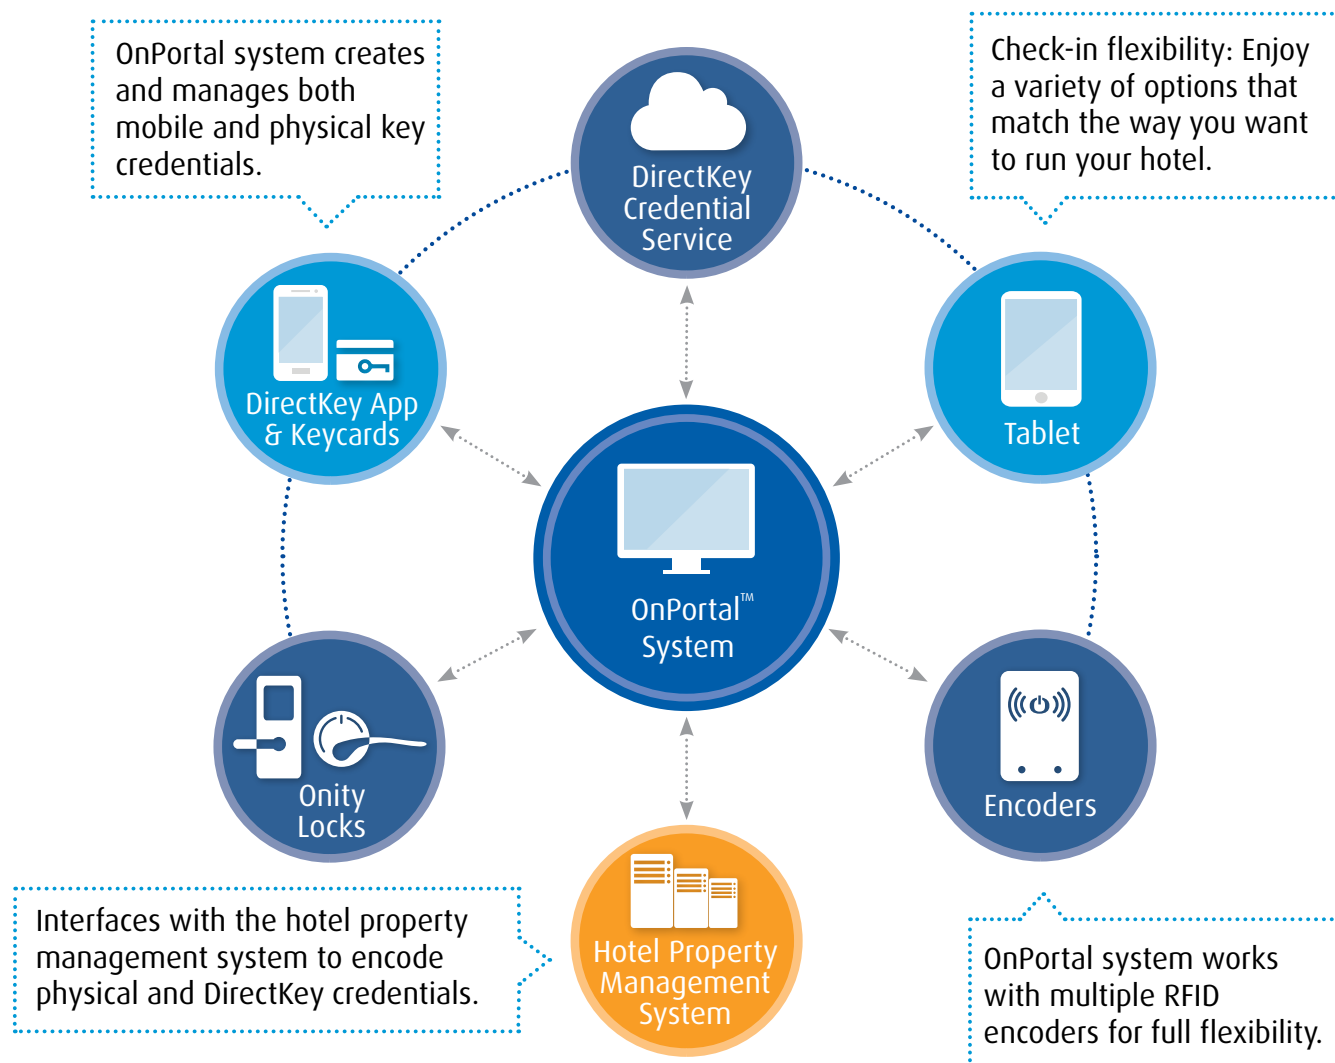 OnPortal system creates
and manages both
mobile and physical key
credentials.
Check-in flexibility: Enjoy
a variety of options that
match the way you want
to run your hotel.
DirectKey
Credential
Service
DirectKey App
& Keycards
Tablet
OnPortal™
System
Onity
Locks
Encoders
Hotel Property
Management
System
Interfaces with the hotel property
management system to encode
physical and DirectKey credentials.
OnPortal system works
with multiple RFID
encoders for full flexibility.